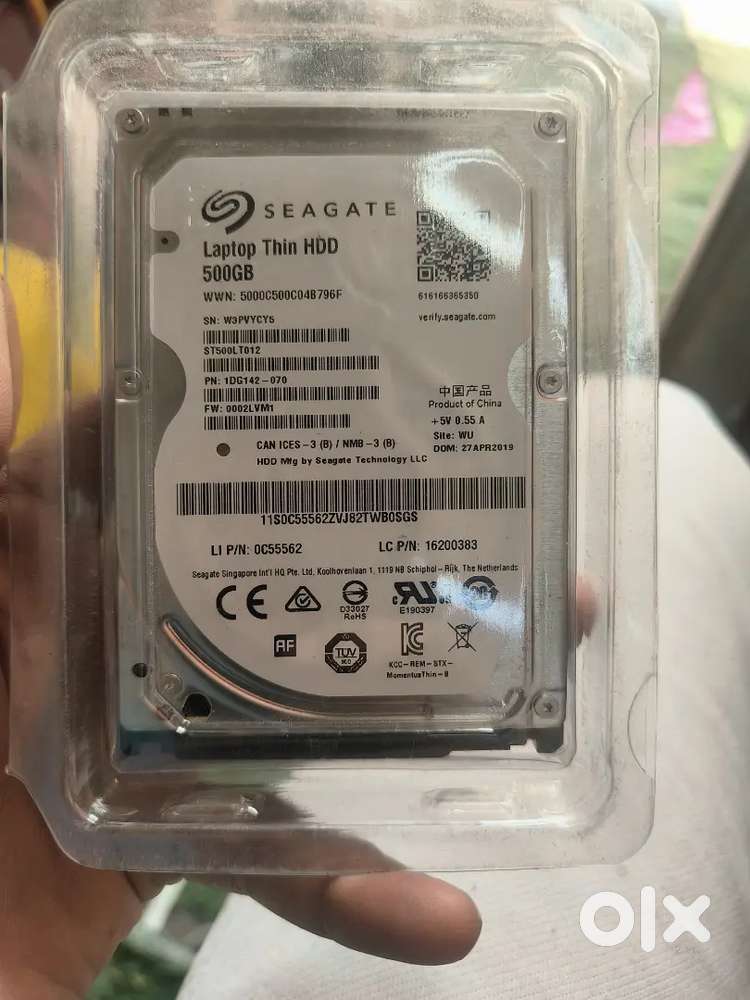 SEAGATE
Laptop Thin HDD
500GB
WWN: 5000C500C04B796F
616166365350
SN: W3PVYCY5
verify.seagate.com
ST500LT012
PN: 1DG142-070
FW: 0002LVM1
中国产品
Product of China
+5V 0.55 A
Site: WU
DOM: 27APR2019
CAN ICES-3 (B) / NMB-3 (B)
HDD Mfg by Seagate Technology LLC
11S0C55562ZVJ82TWB0SGS
LI P/N: 0C55562
LC P/N: 16200383
Seagate Singapore Int'l HQ Pte. Ltd, Koolhovenlaan 1, 1119 NB Schiphol-Rijk, The Netherlands
CE
D33027
RoHS
E190397
AF
TUV
KCC-REM-STX-
MomentusThin-B
olx